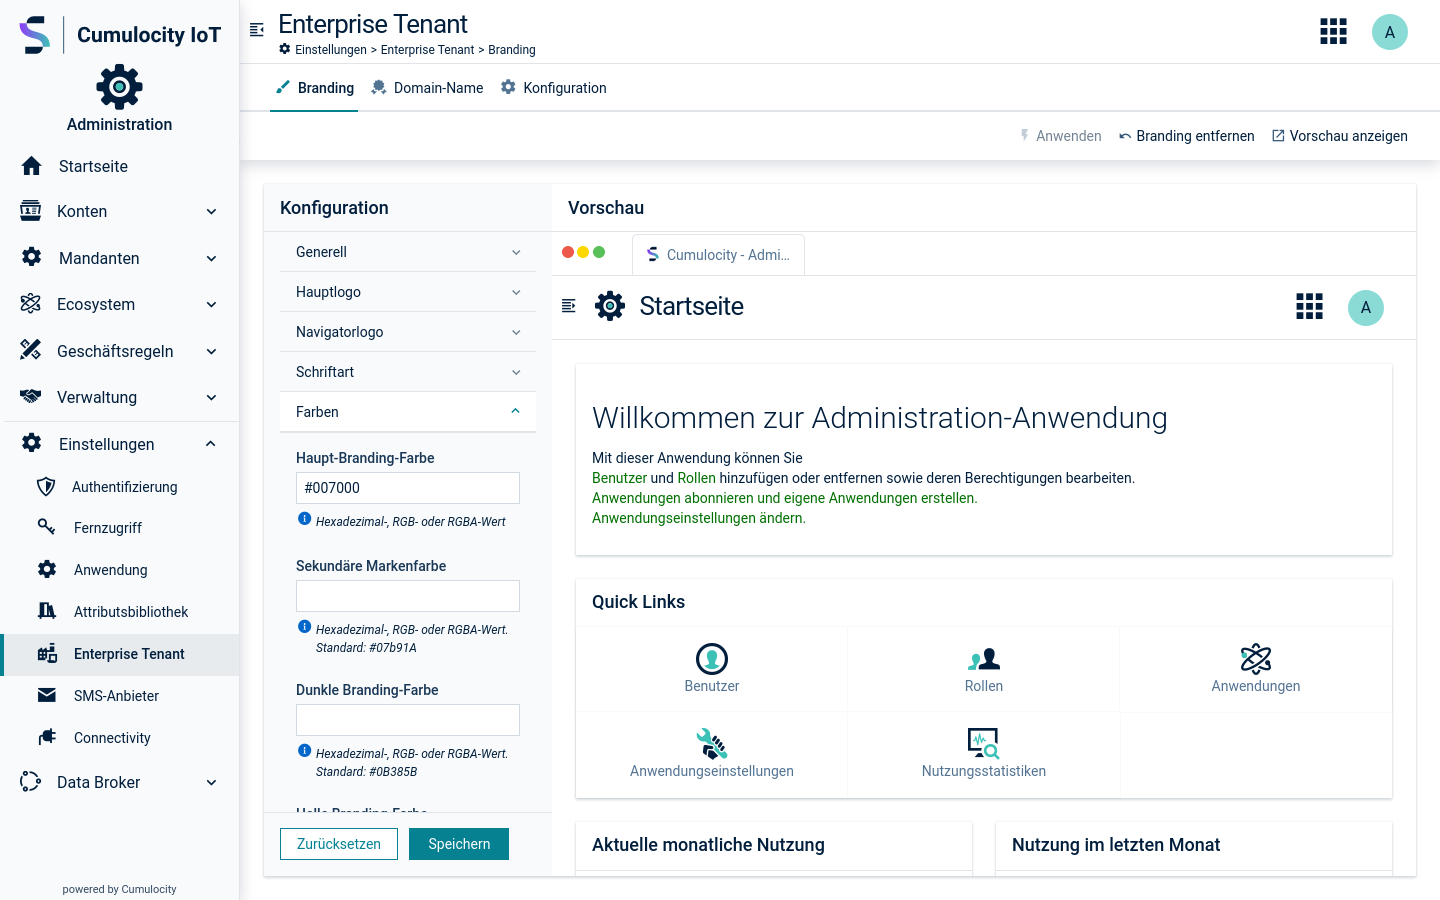 Cumulocity IoT
Administration
Startseite
Konten
Mandanten
Ecosystem
Geschäftsregeln
Verwaltung
Einstellungen
Authentifizierung
Fernzugriff
Anwendung
Attributsbibliothek
Enterprise Tenant
SMS-Anbieter
Connectivity
Data Broker
powered by Cumulocity
Enterprise Tenant
Einstellungen > Enterprise Tenant > Branding
A
Branding Domain-Name Konfiguration
Anwenden Branding entfernen Vorschau anzeigen
Konfiguration
Generell
Hauptlogo
Navigatorlogo
Schriftart
Farben
Haupt-Branding-Farbe
#007000
Hexadezimal-, RGB- oder RGBA-Wert
Sekundäre Markenfarbe
Hexadezimal-, RGB- oder RGBA-Wert.
Standard: #07b91A
Dunkle Branding-Farbe
Hexadezimal-, RGB- oder RGBA-Wert.
Standard: #0B385B
Zurücksetzen Speichern
Vorschau
Cumulocity - Admi...
Startseite
A
Willkommen zur Administration-Anwendung
Mit dieser Anwendung können Sie
Benutzer und Rollen hinzufügen oder entfernen sowie deren Berechtigungen bearbeiten.
Anwendungen abonnieren und eigene Anwendungen erstellen.
Anwendungseinstellungen ändern.
Quick Links
Benutzer Rollen Anwendungen
Anwendungseinstellungen Nutzungsstatistiken
Aktuelle monatliche Nutzung Nutzung im letzten Monat